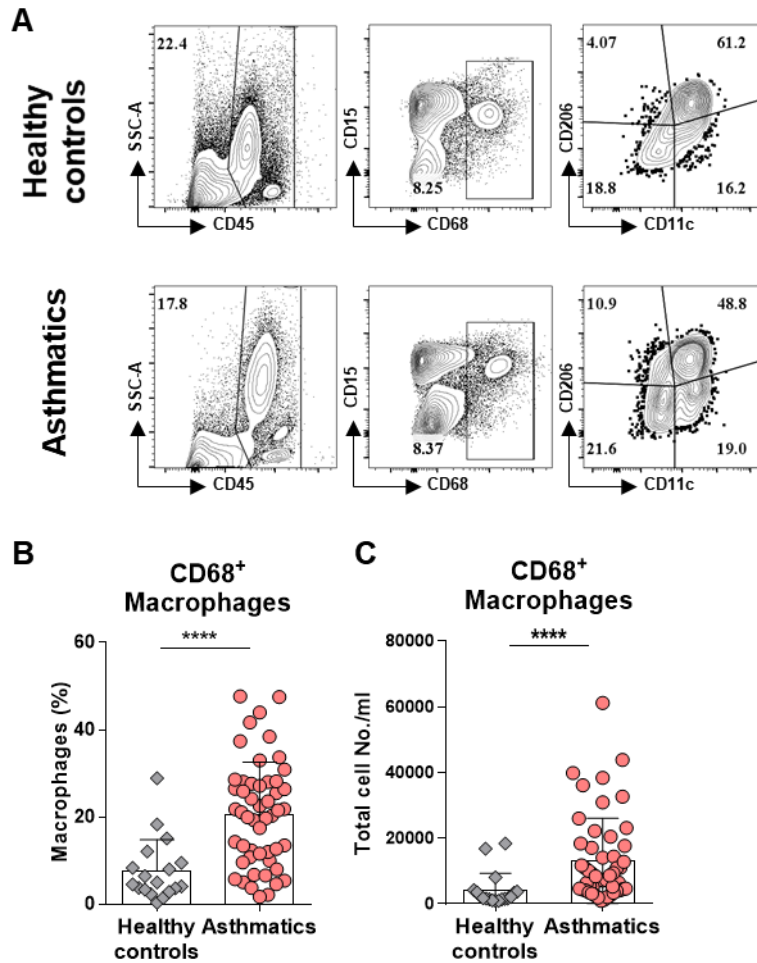 A
Healthy
controls
22.4
SSC-A
CD45
CD15
8.25
CD68
4.07
61.2
CD206
18.8
16.2
CD11c
Asthmatics
17.8
SSC-A
CD45
CD15
8.37
CD68
10.9
48.8
CD206
21.6
19.0
CD11c
B
CD68+
Macrophages
****
Macrophages (%)
60
40
20
0
Healthy
controls
Asthmatics
C
CD68+
Macrophages
****
Total cell No./ml
80000
60000
40000
20000
0
Healthy
controls
Asthmatics